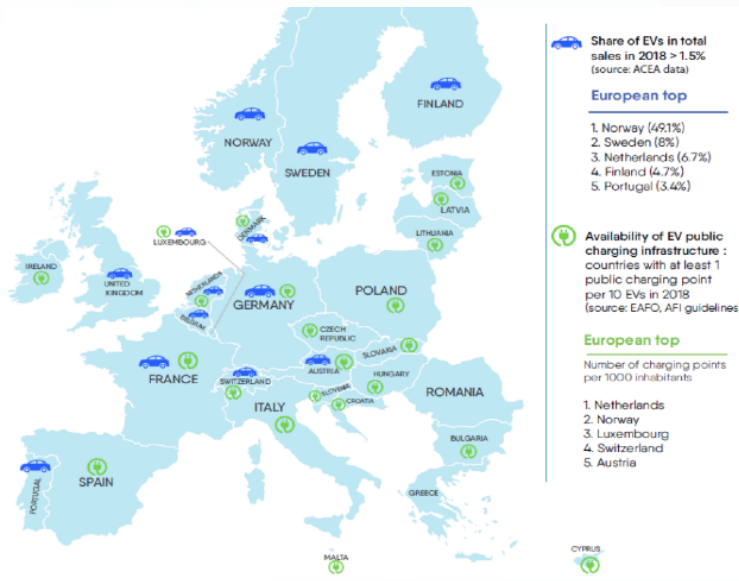 FINLAND
NORWAY
SWEDEN
ESTONIA
LATVIA
LITHUANIA
DENMARK
LUXEMBOURG
IRELAND
UNITED
KINGDOM
NETHERLANDS
BELGIUM
GERMANY
POLAND
CZECH
REPUBLIC
SLOVARIA
FRANCE
SWITZERLAND
AUSTRIA
HUNGARY
SLOVENIA
CROATIA
ITALY
ROMANIA
BULGARIA
PORTUGAL
SPAIN
GREECE
MALTA
CYPRUS
Share of EVs in total
sales in 2018 > 1.5%
(source: ACEA data)
European top
1. Norway (49.1%)
2. Sweden (8%)
3. Netherlands (6.7%)
4. Finland (4.7%)
5. Portugal (3.4%)
Availability of EV public
charging infrastructure :
countries with at least 1
public charging point
per 10 EVs in 2018
(source: EAFO, AFI guidelines
European top
Number of charging points
per 1000 inhabitants
1. Netherlands
2. Norway
3. Luxembourg
4. Switzerland
5. Austria